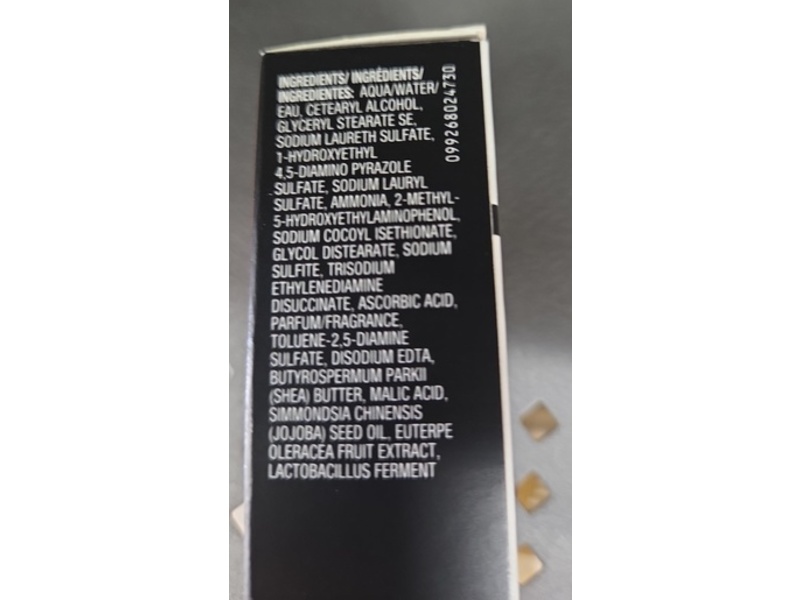 INGREDIENTS/ INGRÉDIENTS/
INGREDIENTES: AQUA/WATER/
EAU, CETEARYL ALCOHOL,
GLYCERYL STEARATE SE,
SODIUM LAURETH SULFATE,
1-HYDROXYETHYL
4,5-DIAMINO PYRAZOLE
SULFATE, SODIUM LAURYL
SULFATE, AMMONIA, 2-METHYL-
5-HYDROXYETHYLAMINOPHENOL,
SODIUM COCOYL ISETHIONATE,
GLYCOL DISTEARATE, SODIUM
SULFITE, TRISODIUM
ETHYLENEDIAMINE
DISUCCINATE, ASCORBIC ACID,
PARFUM/FRAGRANCE,
TOLUENE-2,5-DIAMINE
SULFATE, DISODIUM EDTA,
BUTYROSPERMUM PARKII
(SHEA) BUTTER, MALIC ACID,
SIMMONDSIA CHINENSIS
(JOJOBA) SEED OIL, EUTERPE
OLERACEA FRUIT EXTRACT,
LACTOBACILLUS FERMENT
099268024730